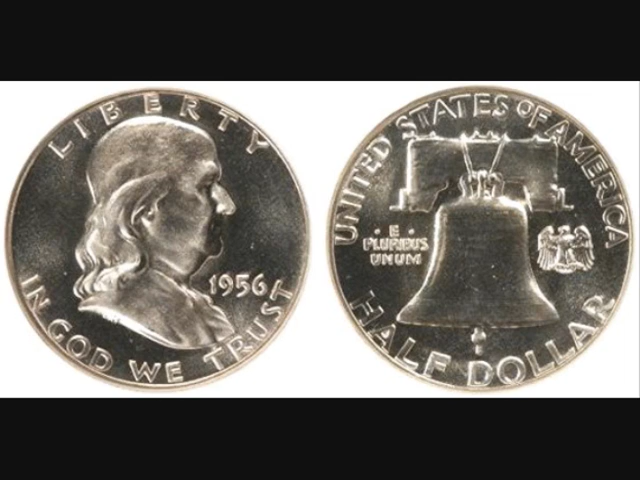 LIBERTY
1956
IN GOD WE TRUST
UNITED STATES OF AMERICA
· E ·
PLURIBUS
UNUM
HALF DOLLAR